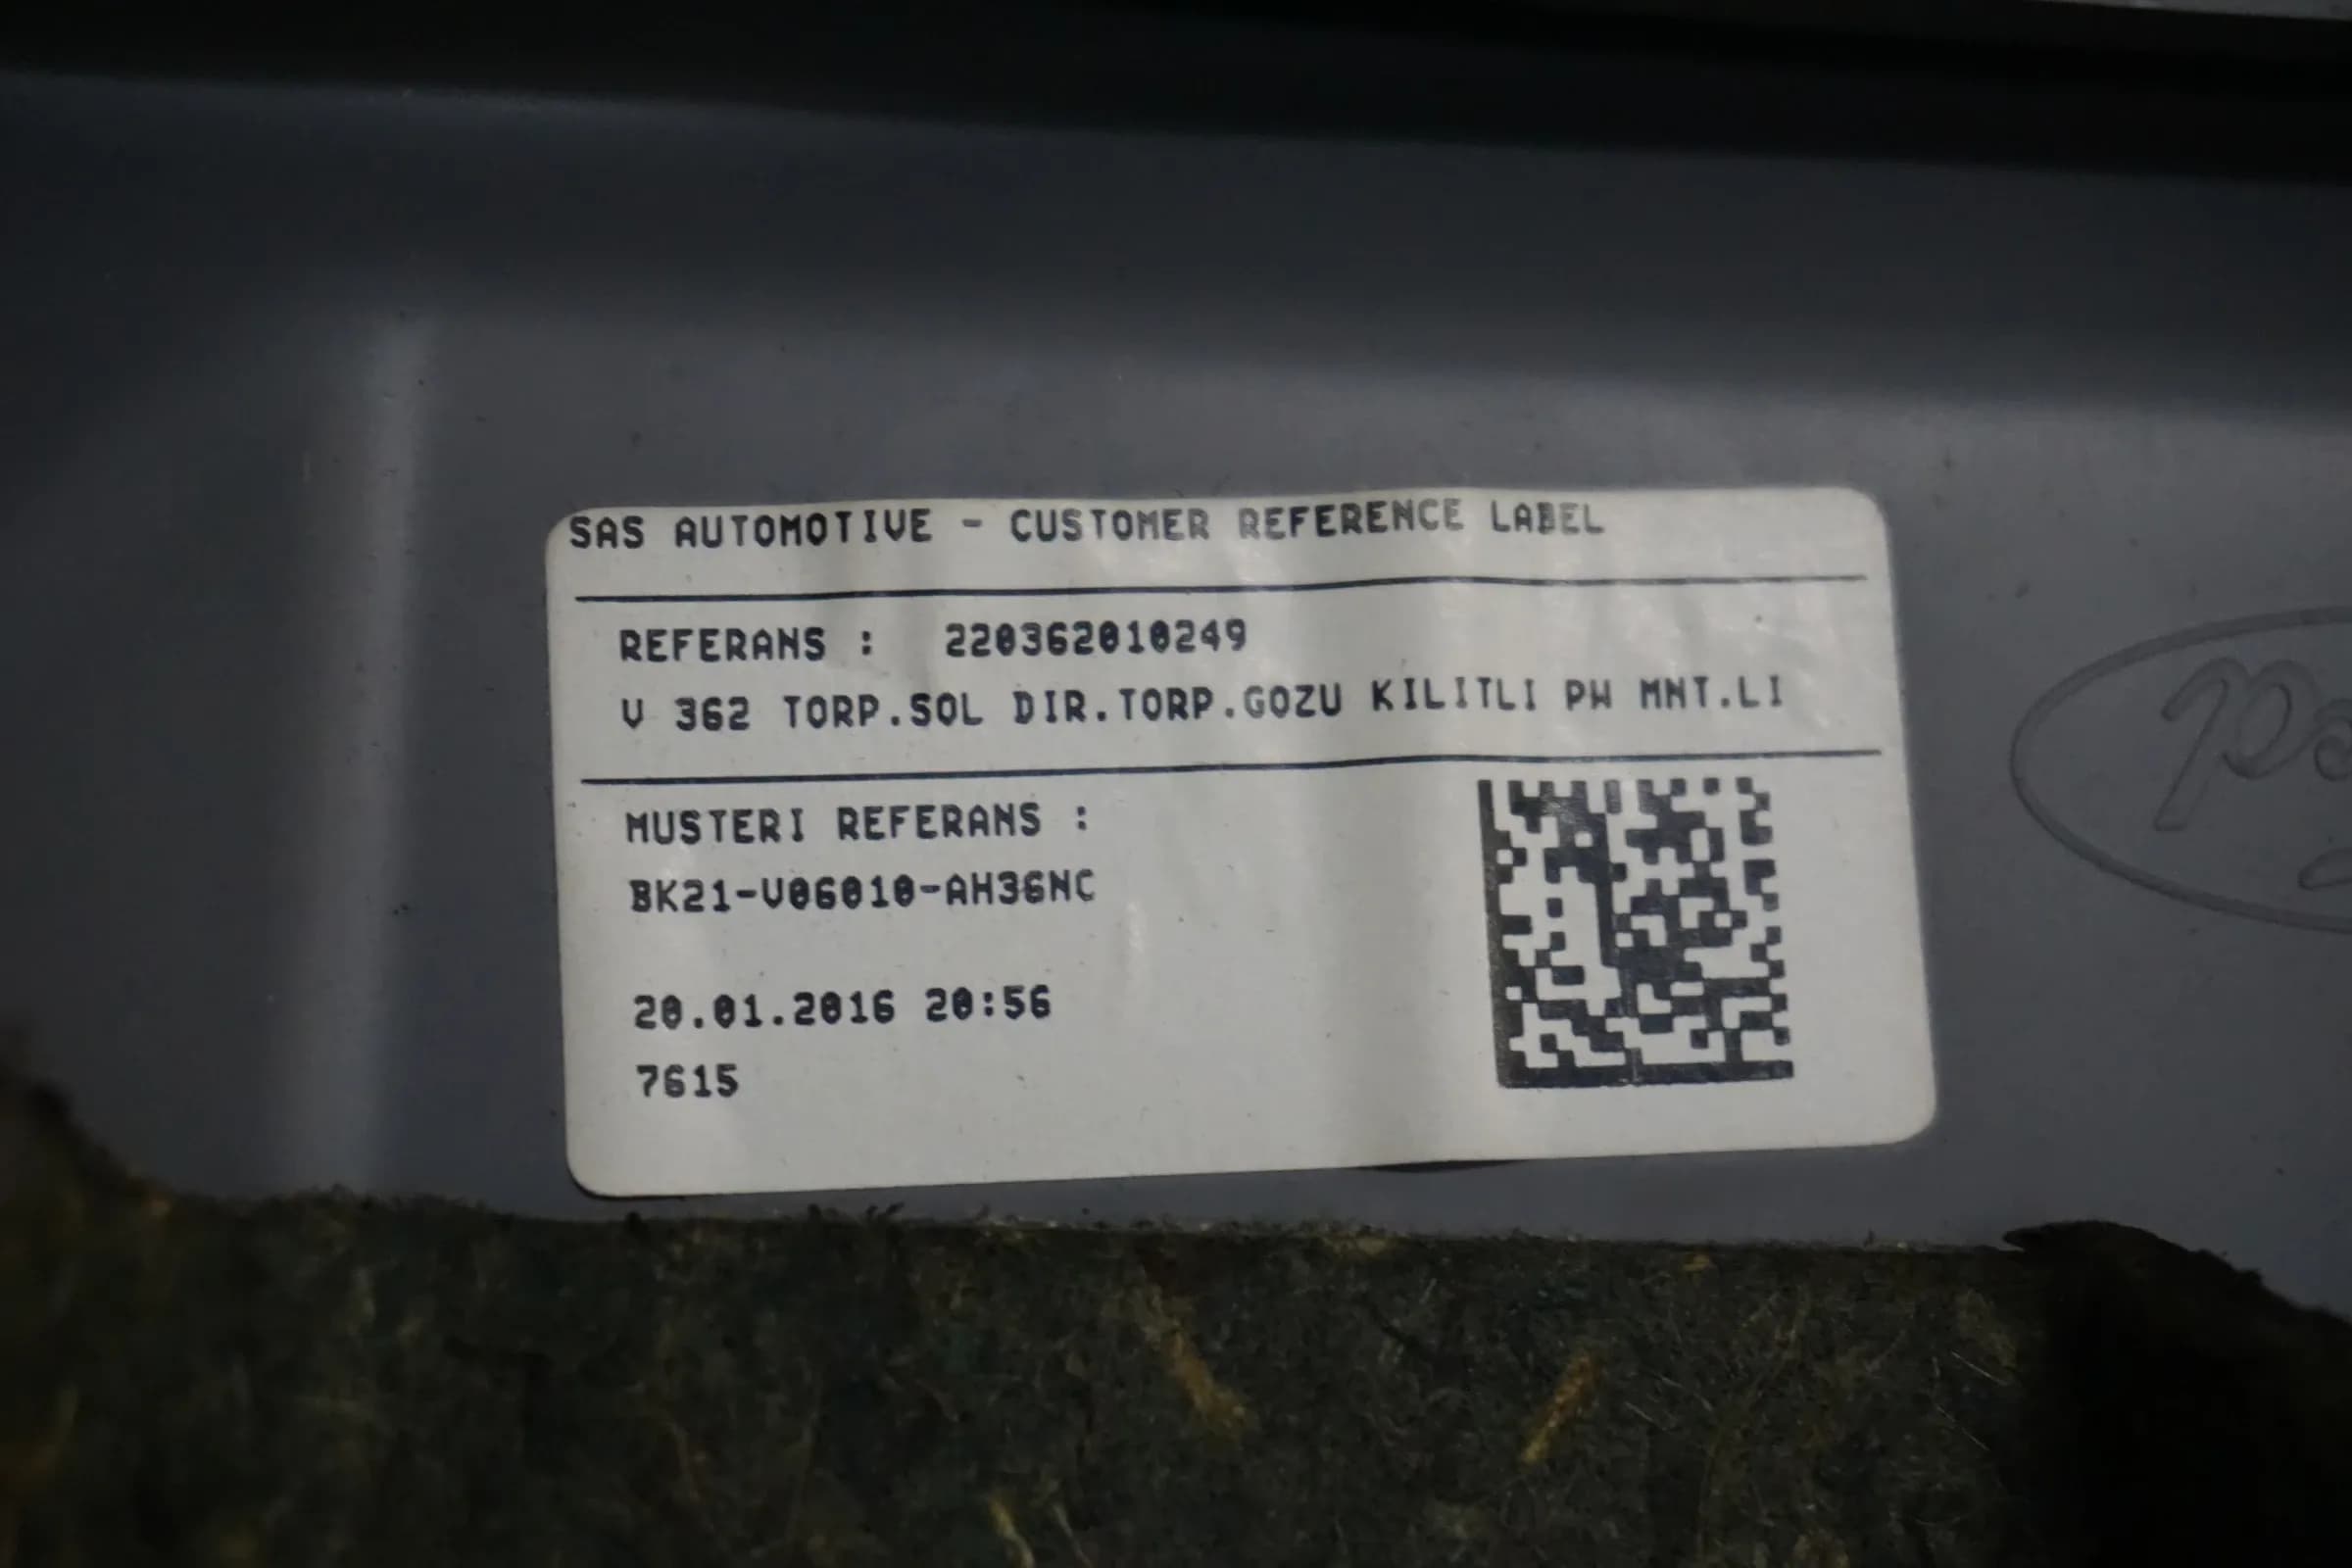 SAS AUTOMOTIVE - CUSTOMER REFERENCE LABEL
REFERANS : 220362010249
V 362 TORP.SOL DIR.TORP.GOZU KILITLI PW MNT.LI
MUSTERI REFERANS :
BK21-V06010-AH36NC
20.01.2016 20:56
7615